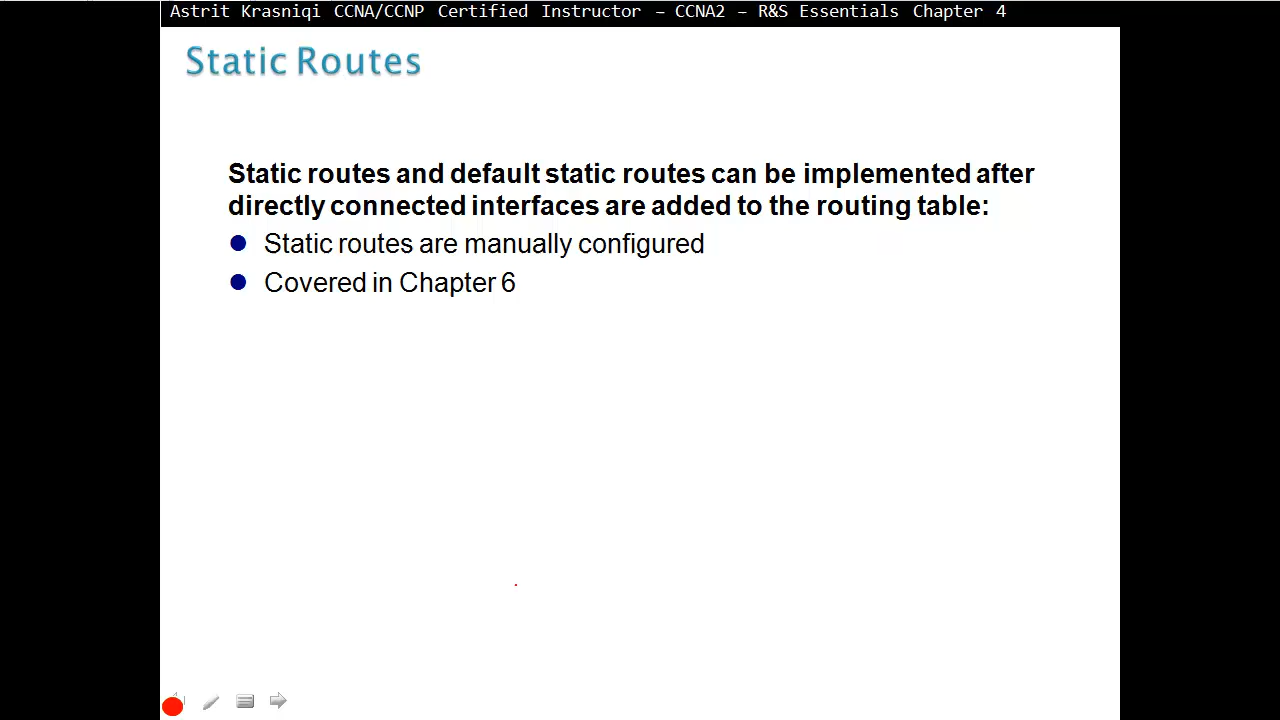 Astrit Krasniqi CCNA/CCNP Certified Instructor – CCNA2 – R&S Essentials Chapter 4
Static Routes
Static routes and default static routes can be implemented after
directly connected interfaces are added to the routing table:
Static routes are manually configured
Covered in Chapter 6